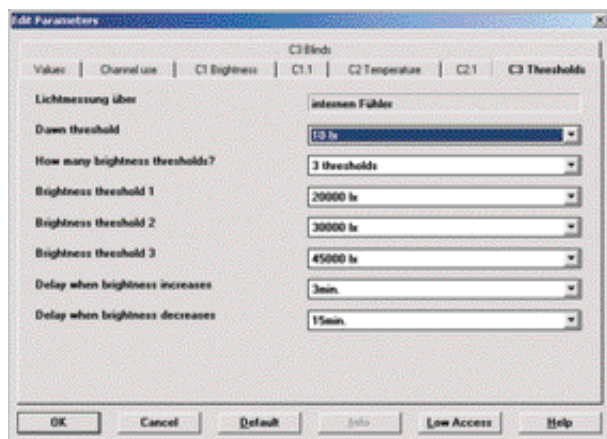 Edit Parameters
C3 Blinds
Values Channel use C1 Brightness C1.1 C2 Temperature C2.1 C3 Thresholds
Lichtmessung über internen Fühler
Dawn threshold 10 lx
How many brightness thresholds? 3 thresholds
Brightness threshold 1 20000 lx
Brightness threshold 2 30000 lx
Brightness threshold 3 45000 lx
Delay when brightness increases 3min.
Delay when brightness decreases 15min.
OK Cancel Default Info Low Access Help